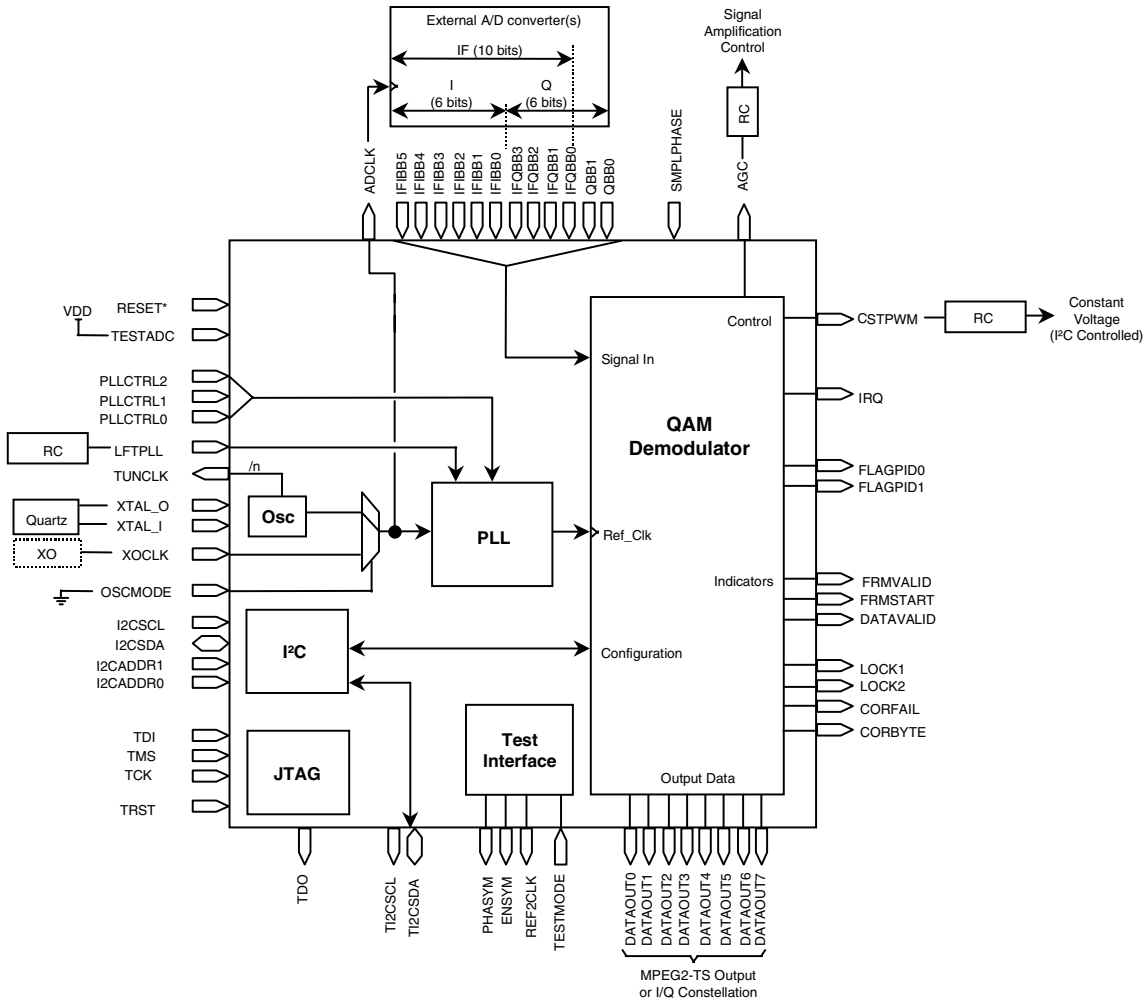 External A/D converter(s)
IF (10 bits)
I
(6 bits)
Q
(6 bits)
Signal
Amplification
Control
RC
ADCLK
IFIBB5
IFIBB4
IFIBB3
IFIBB2
IFIBB1
IFIBB0
IFQBB3
IFQBB2
IFQBB1
IFQBB0
QBB1
QBB0
SMPLPHASE
AGC
RESET*
VDD
TESTADC
PLLCTRL2
PLLCTRL1
PLLCTRL0
RC
LFTPLL
TUNCLK
/n
Quartz
XTAL_O
XTAL_I
XO
XOCLK
OSCMODE
I2CSCL
I2CSDA
I2CADDR1
I2CADDR0
TDI
TMS
TCK
TRST
Osc
PLL
I²C
JTAG
Test
Interface
Control
Signal In
QAM
Demodulator
Ref_Clk
Indicators
Configuration
Output Data
CSTPWM
RC
Constant
Voltage
(I²C Controlled)
IRQ
FLAGPID0
FLAGPID1
FRMVALID
FRMSTART
DATAVALID
LOCK1
LOCK2
CORFAIL
CORBYTE
TDO
TI2CSCL
TI2CSDA
PHASYM
ENSYM
REF2CLK
TESTMODE
DATAOUT0
DATAOUT1
DATAOUT2
DATAOUT3
DATAOUT4
DATAOUT5
DATAOUT6
DATAOUT7
MPEG2-TS Output
or I/Q Constellation